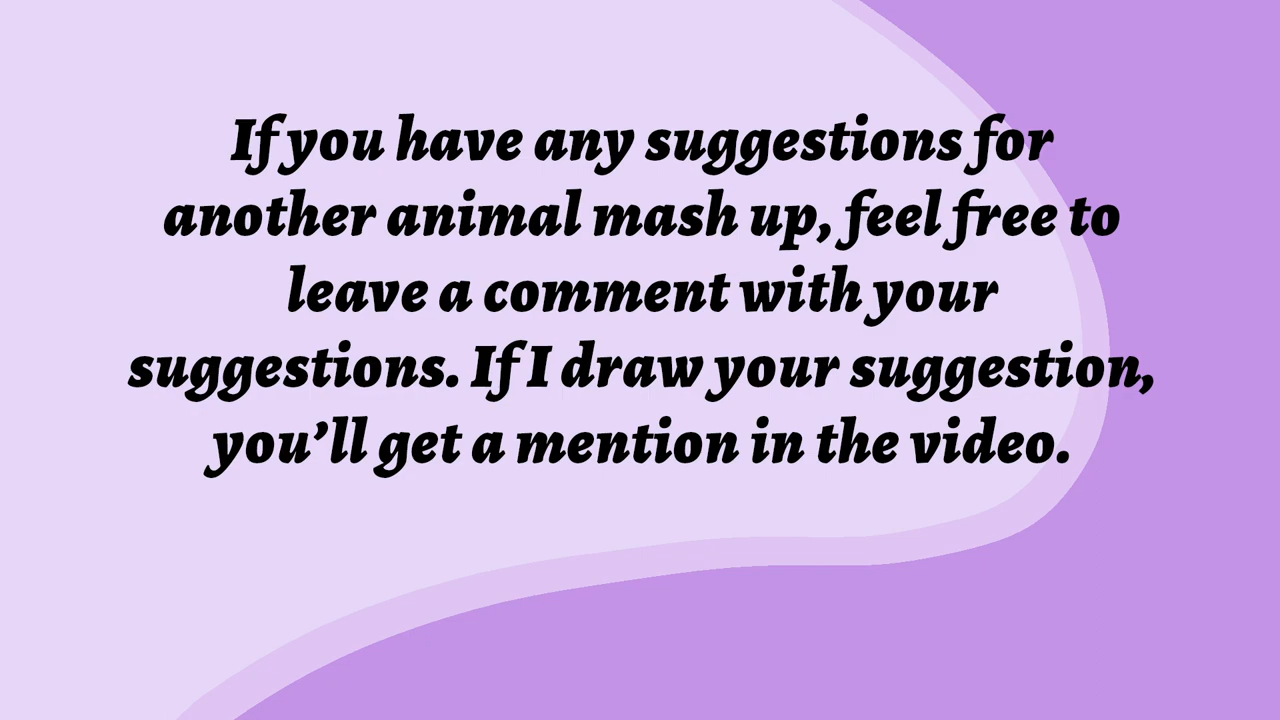 If you have any suggestions for
another animal mash up, feel free to
leave a comment with your
suggestions. If I draw your suggestion,
you’ll get a mention in the video.